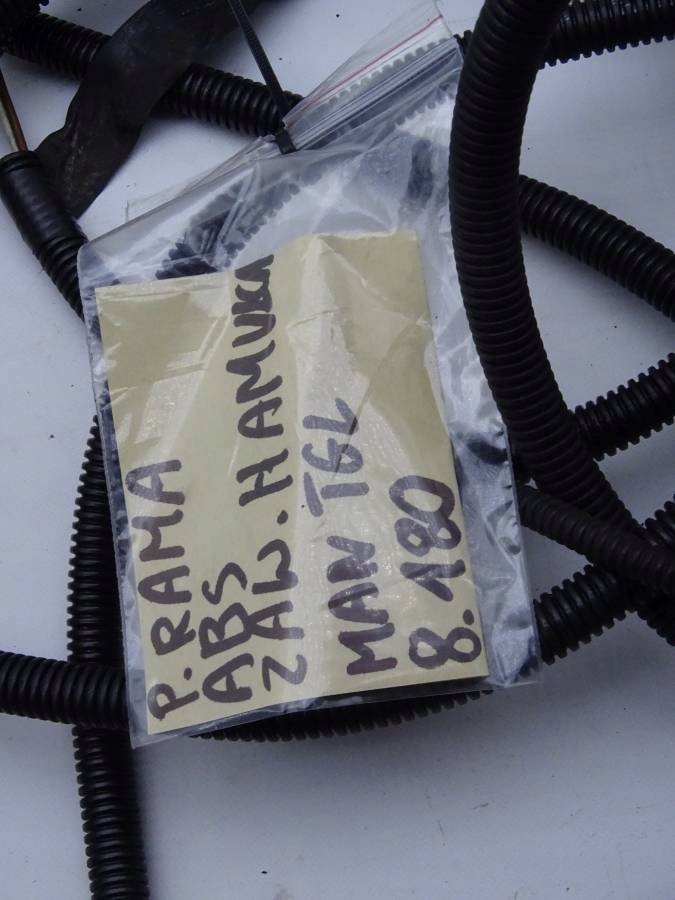 P. RAMA
ABS
ZAW. HAMULCA
MAN TGL
8.180